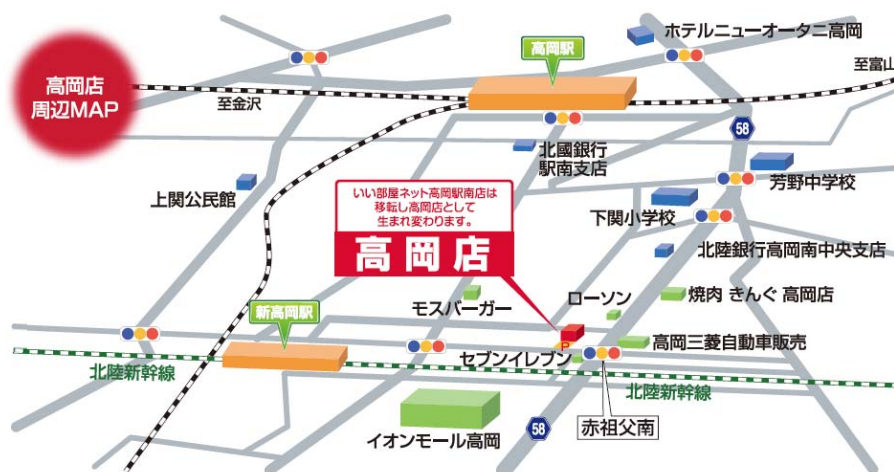 高岡店
周辺MAP
ホテルニューオータニ高岡
高岡駅
至富山
至金沢
58
北國銀行
駅南支店
芳野中学校
上関公民館
下関小学校
いい部屋ネット高岡駅南店は
移転し高岡店として
生まれ変わります。
高岡店
北陸銀行高岡南中央支店
焼肉 きんぐ 高岡店
モスバーガー
ローソン
新高岡駅
高岡三菱自動車販売
P
セブンイレブン
北陸新幹線
北陸新幹線
赤祖父南
58
イオンモール高岡